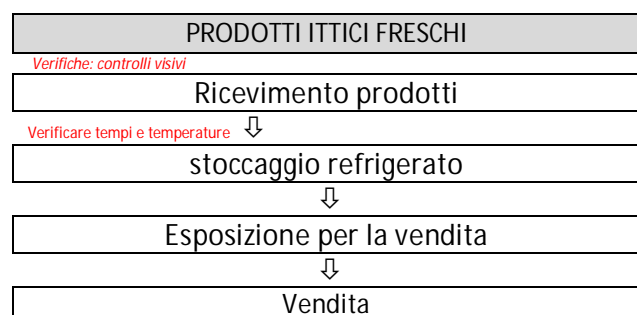 PRODOTTI ITTICI FRESCHI
Verifiche: controlli visivi
Ricevimento prodotti
Verificare tempi e temperature
stoccaggio refrigerato
Esposizione per la vendita
Vendita